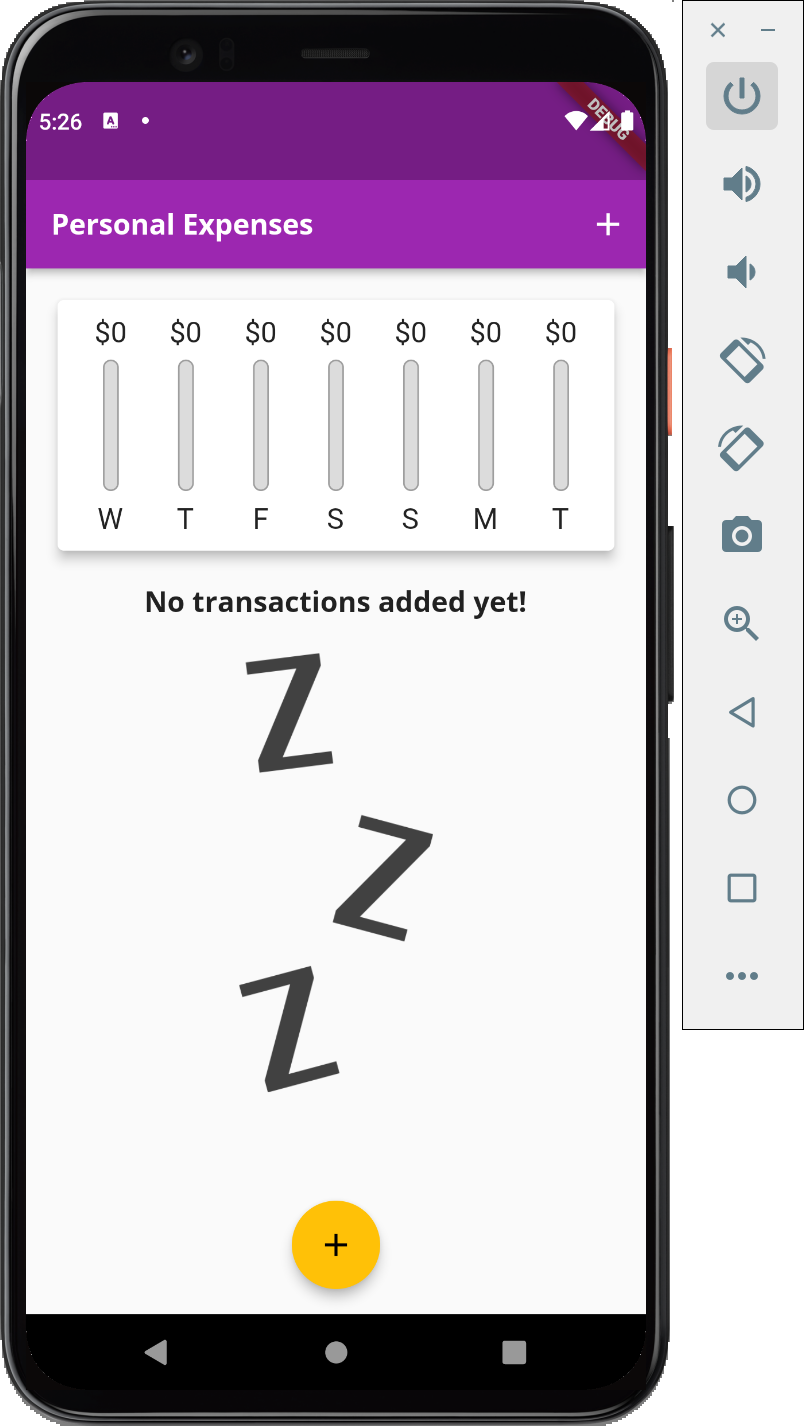 5:26 A
DEBUG
Personal Expenses
$0 $0 $0 $0 $0 $0 $0
W T F S S M T
No transactions added yet!
Z
Z
Z